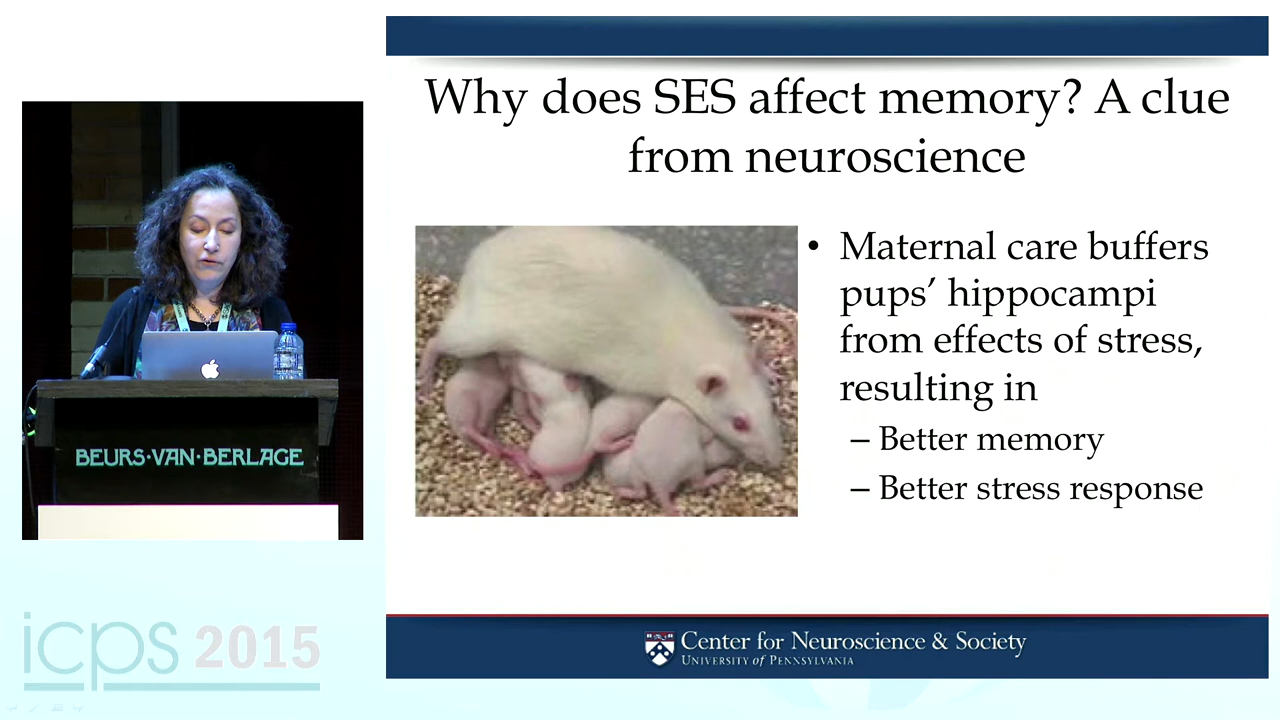 Why does SES affect memory? A clue
from neuroscience
• Maternal care buffers
pups’ hippocampi
from effects of stress,
resulting in
– Better memory
– Better stress response
BEURS·VAN·BERLAGE
icps 2015
Center for Neuroscience & Society
UNIVERSITY of PENNSYLVANIA